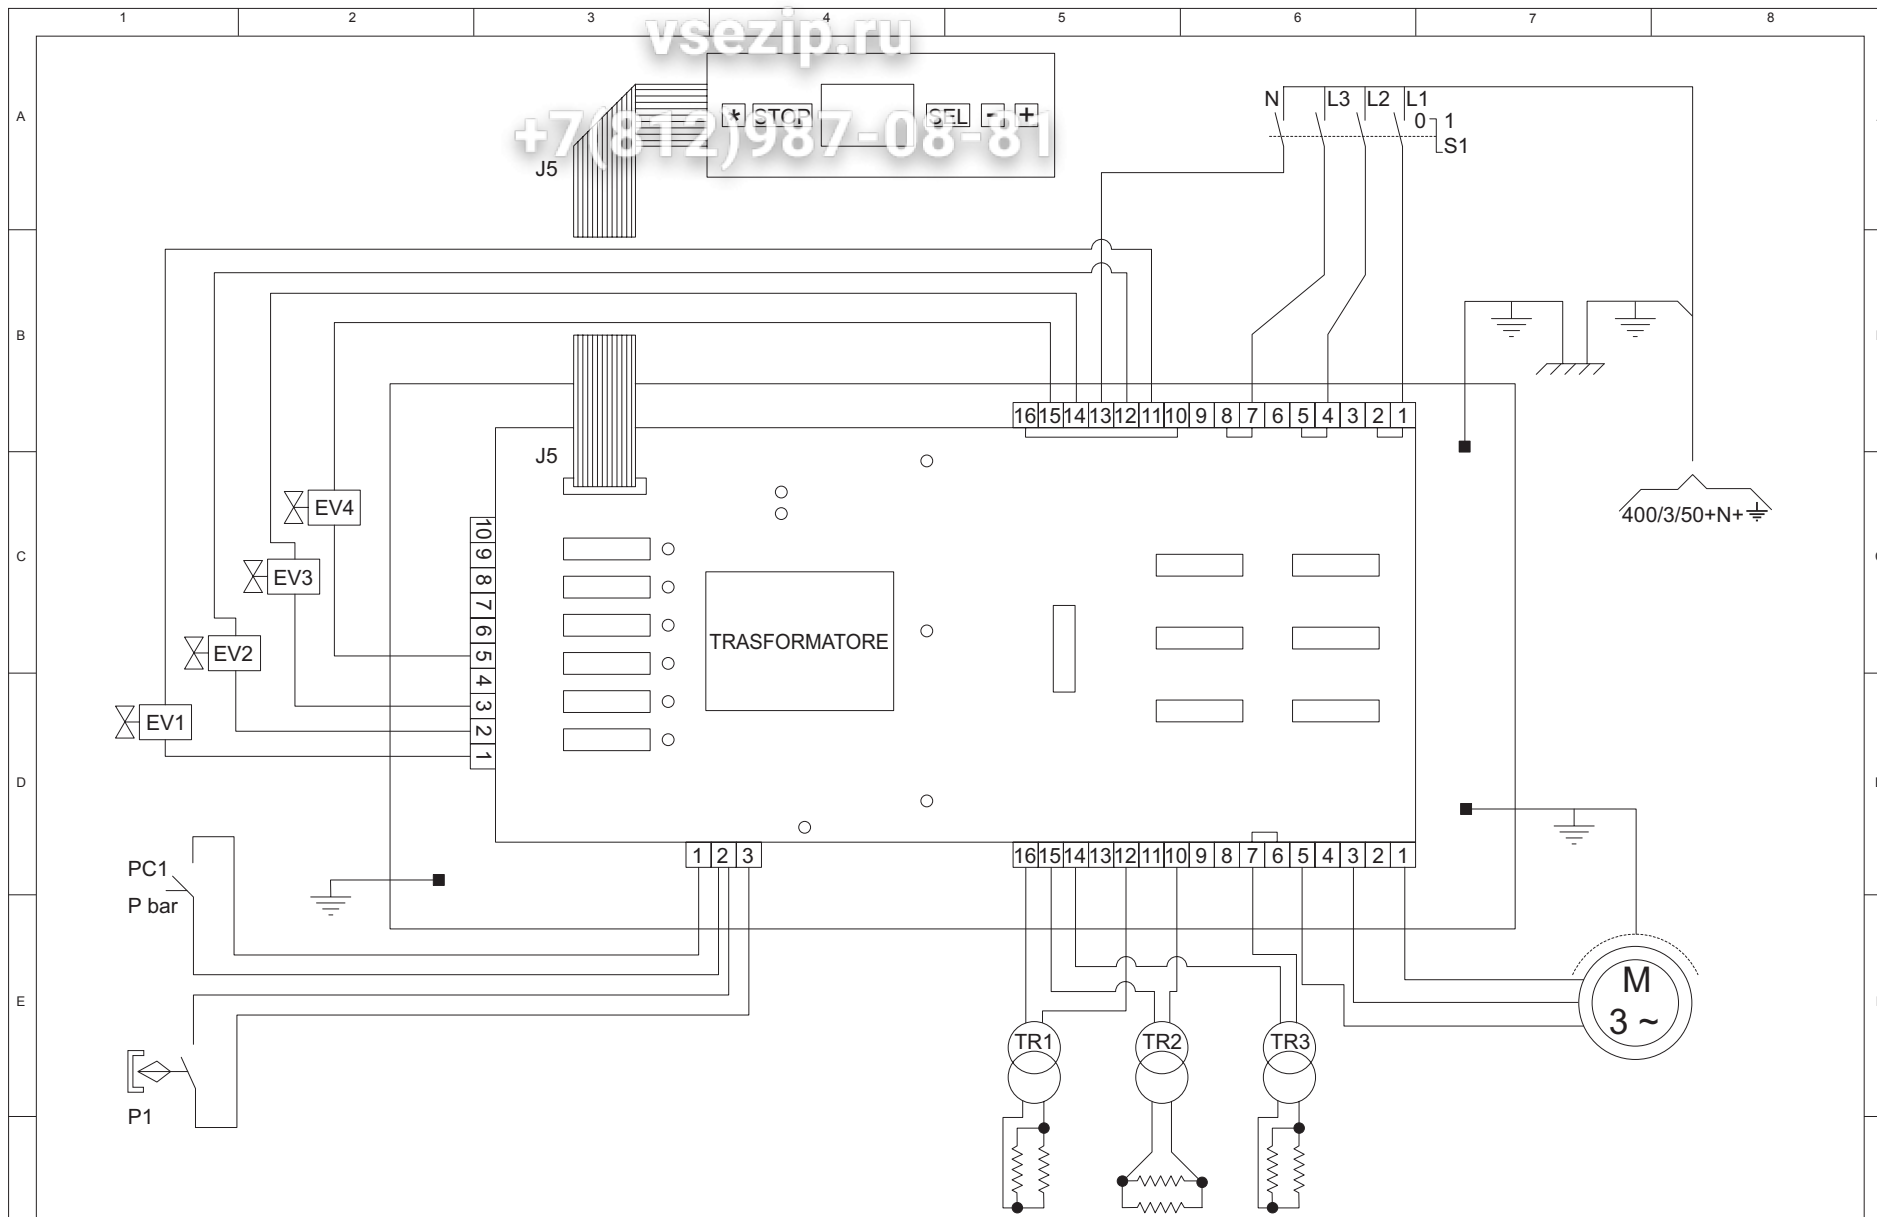 1 2 3 4 5 6 7 8
vsezip.ru
A
* STOP SEL - +
+7(812)987-08-81
N L3 L2 L1
0 1
S1
J5
B
16 15 14 13 12 11 10 9 8 7 6 5 4 3 2 1
J5
EV4
400/3/50+N+
C
10 9 8 7 6 5 4 3 2 1
EV3
TRASFORMATORE
EV2
EV1
D
1 2 3
16 15 14 13 12 11 10 9 8 7 6 5 4 3 2 1
PC1
P bar
E
M
3 ~
TR1 TR2 TR3
P1